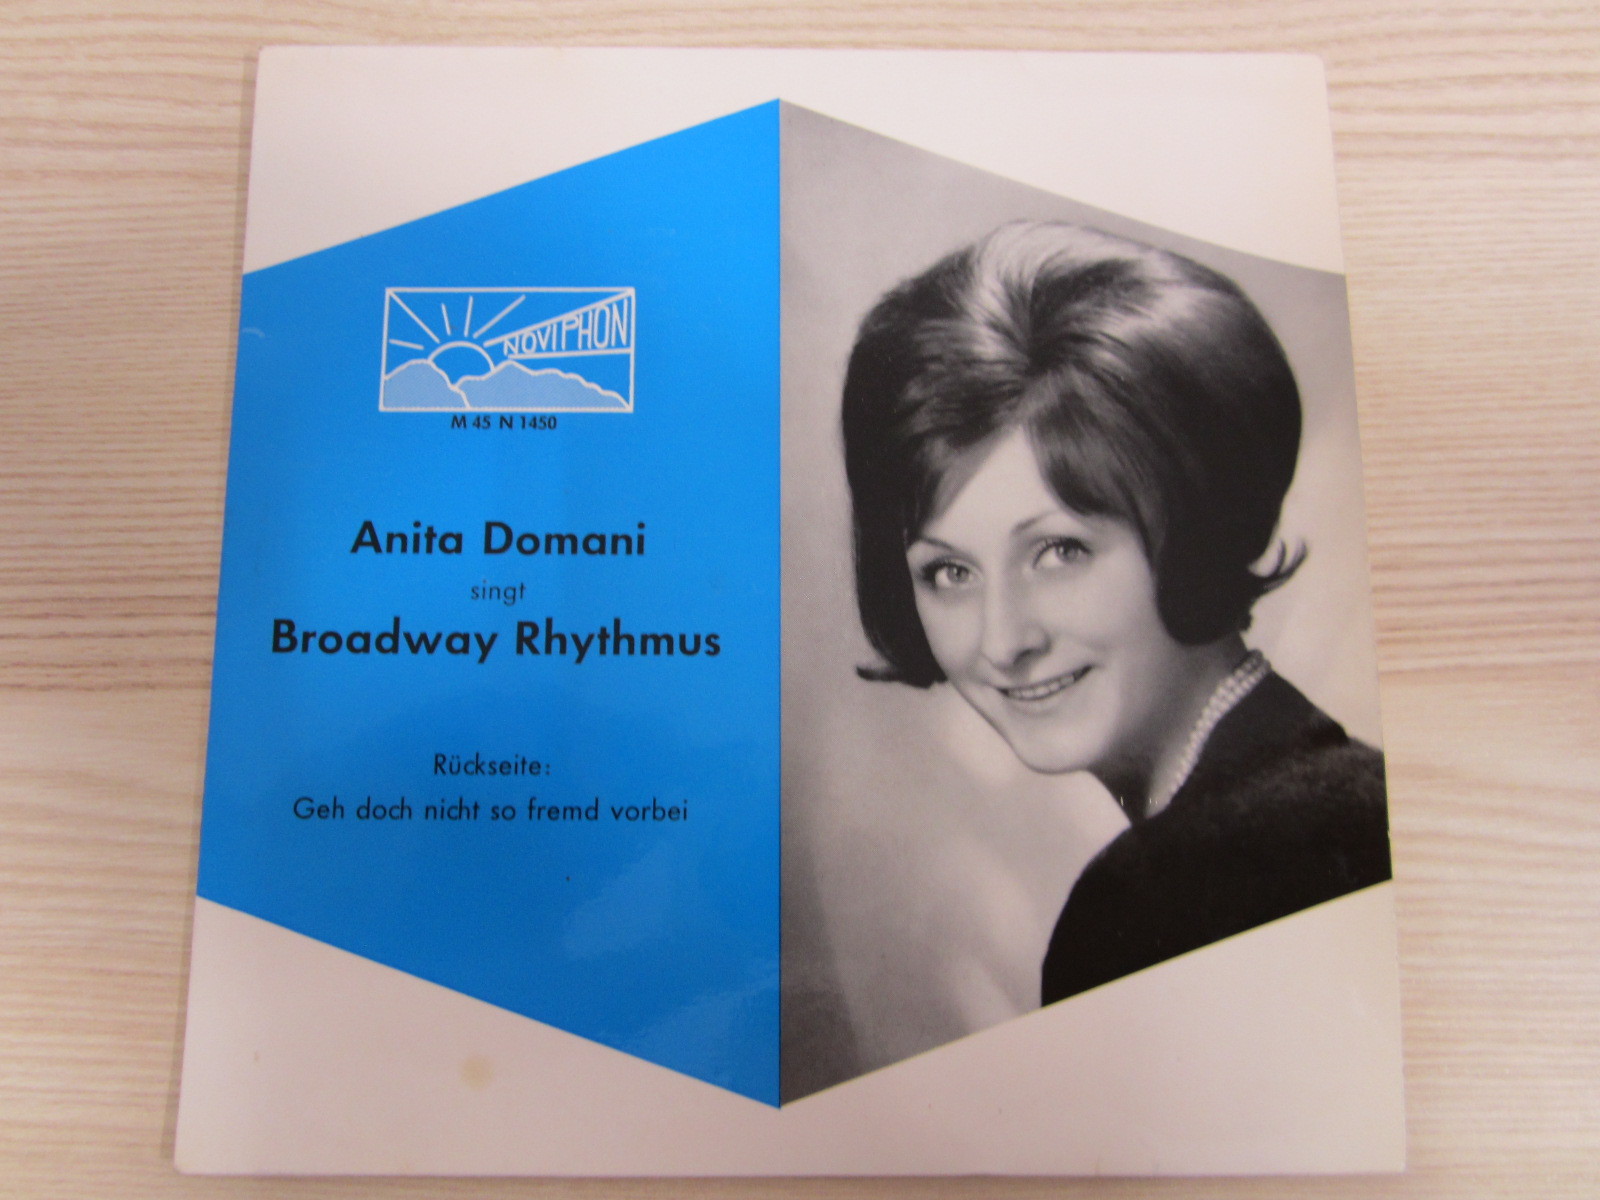 NOVIPHON
M 45 N 1450
Anita Domani
singt
Broadway Rhythmus
Rückseite:
Geh doch nicht so fremd vorbei